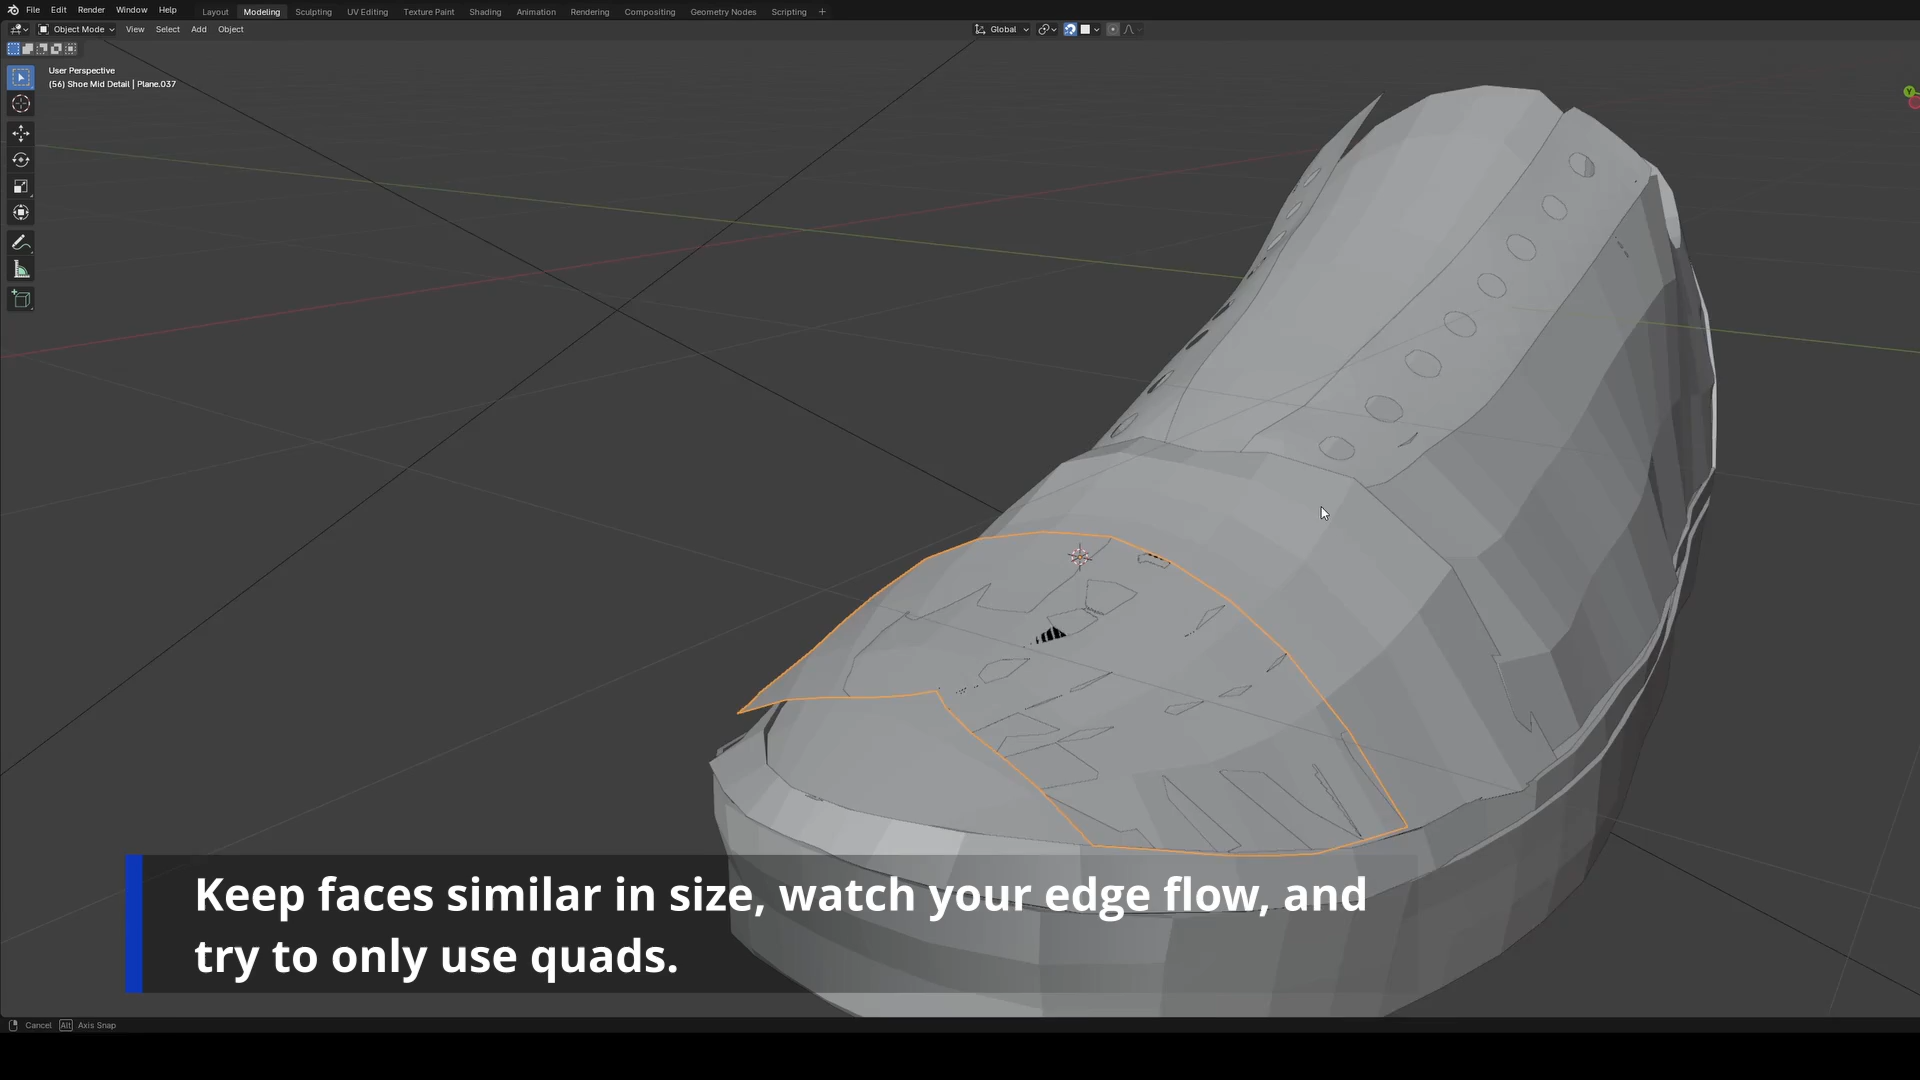 File Edit Render Window Help Layout Modeling Sculpting UV Editing Texture Paint Shading Animation Rendering Compositing Geometry Nodes Scripting +
Object Mode View Select Add Object Global
User Perspective
(56) Shoe Mid Detail | Plane.037
Y
Keep faces similar in size, watch your edge flow, and
try to only use quads.
Cancel Alt Axis Snap